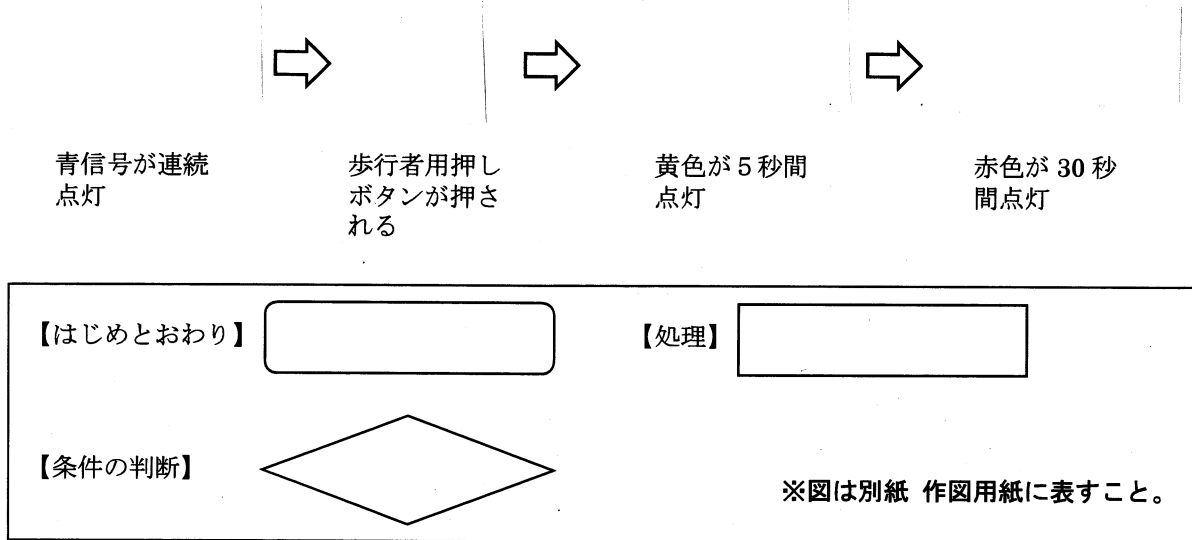 青信号が連続
点灯
歩行者用押し
ボタンが押さ
れる
黄色が5秒間
点灯
赤色が 30 秒
間点灯
【はじめとおわり】
【処理】
【条件の判断】
※図は別紙 作図用紙に表すこと。